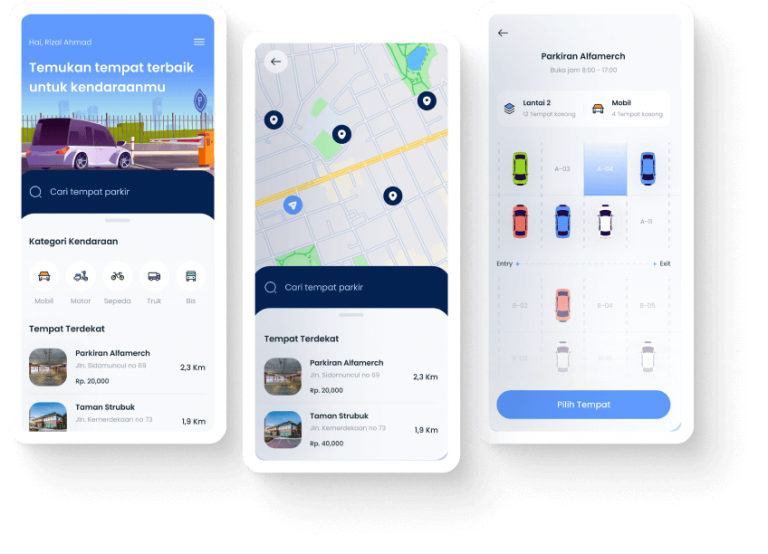 Hai, Rizal Ahmad
Temukan tempat terbaik
untuk kendaraanmu
Cari tempat parkir
Kategori Kendaraan
Mobil Motor Sepeda Truk Bis
Tempat Terdekat
Parkiran Alfamerch
Jln. Sidomuncul no 69
2,3 Km
Rp. 20,000
Taman Strubuk
Jln. Kemerdekaan no 73
1,9 Km
Cari tempat parkir
Tempat Terdekat
Parkiran Alfamerch
Jln. Sidomuncul no 69
2,3 Km
Rp. 20,000
Taman Strubuk
Jln. Kemerdekaan no 73
1,9 Km
Rp. 40,000
Parkiran Alfamerch
Buka jam 8:00 - 17:00
Lantai 2
12 Tempat kosong
Mobil
4 Tempat kosong
A-03 A-04
A-11
Entry Exit
B-02 B-04 B-05
Pilih Tempat